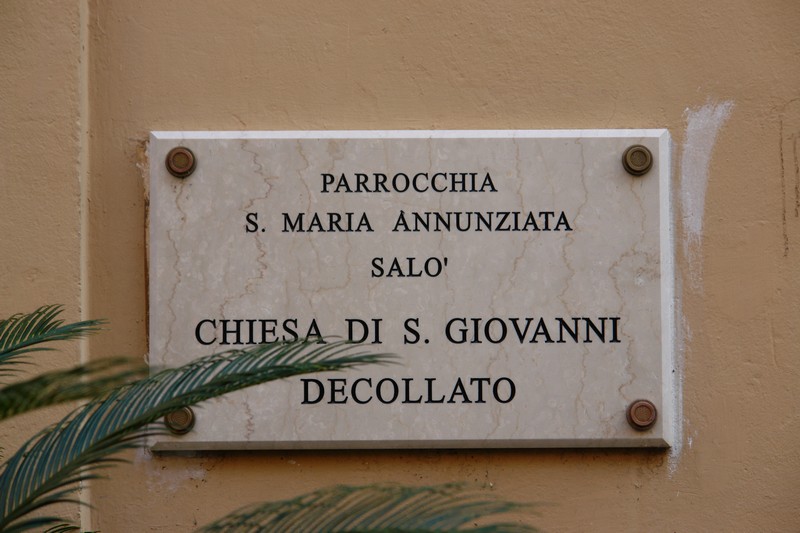 PARROCCHIA
S. MARIA ANNUNZIATA
SALO'
CHIESA DI S. GIOVANNI
DECOLLATO